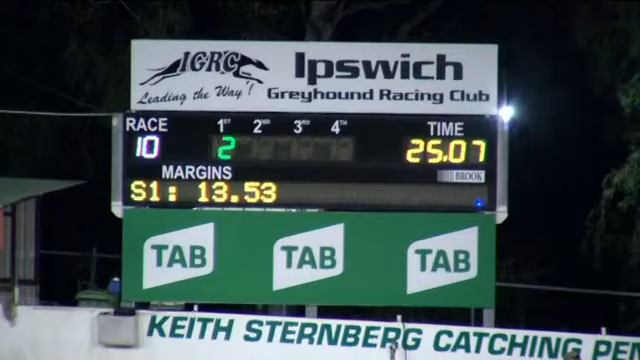 IGRC
Leading the Way!
Ipswich
Greyhound Racing Club
RACE 1ST 2ND 3RD 4TH TIME
10 2 25.07
MARGINS
BROOK
S1: 13.53
TAB TAB TAB
KEITH STERNBERG CATCHING PEN